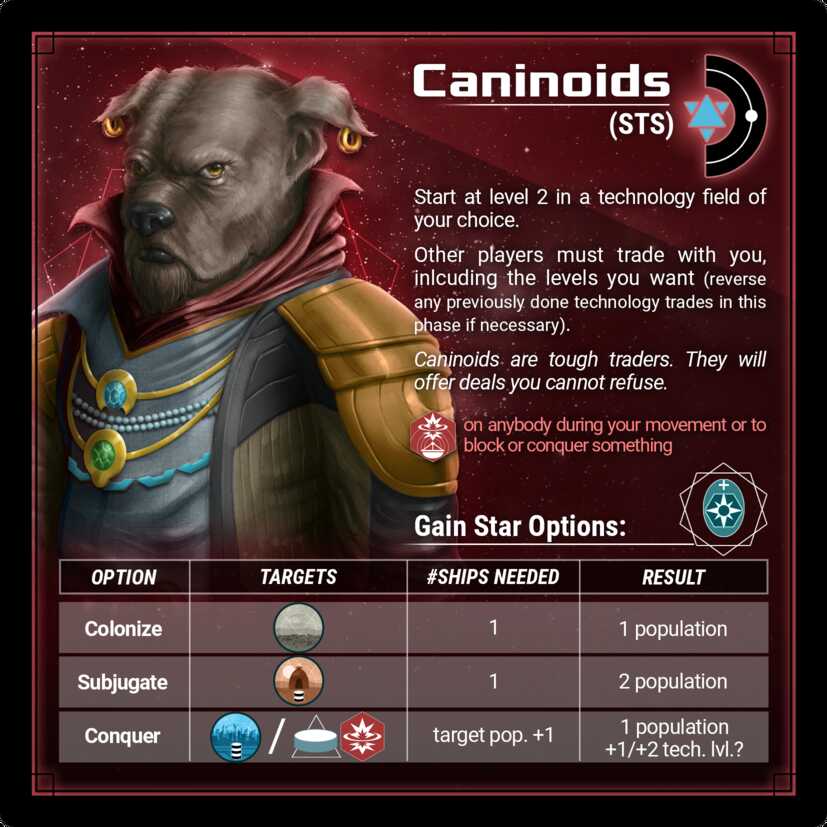 Caninoids
(STS)
Start at level 2 in a technology field of
your choice.
Other players must trade with you,
inlcuding the levels you want (reverse
any previously done technology trades in this
phase if necessary).
Caninoids are tough traders. They will
offer deals you cannot refuse.
on anybody during your movement or to
block or conquer something
Gain Star Options:
+
OPTION TARGETS #SHIPS NEEDED RESULT
Colonize 1 1 population
Subjugate 1 2 population
Conquer / target pop. +1 1 population
+1/+2 tech. lvl.?